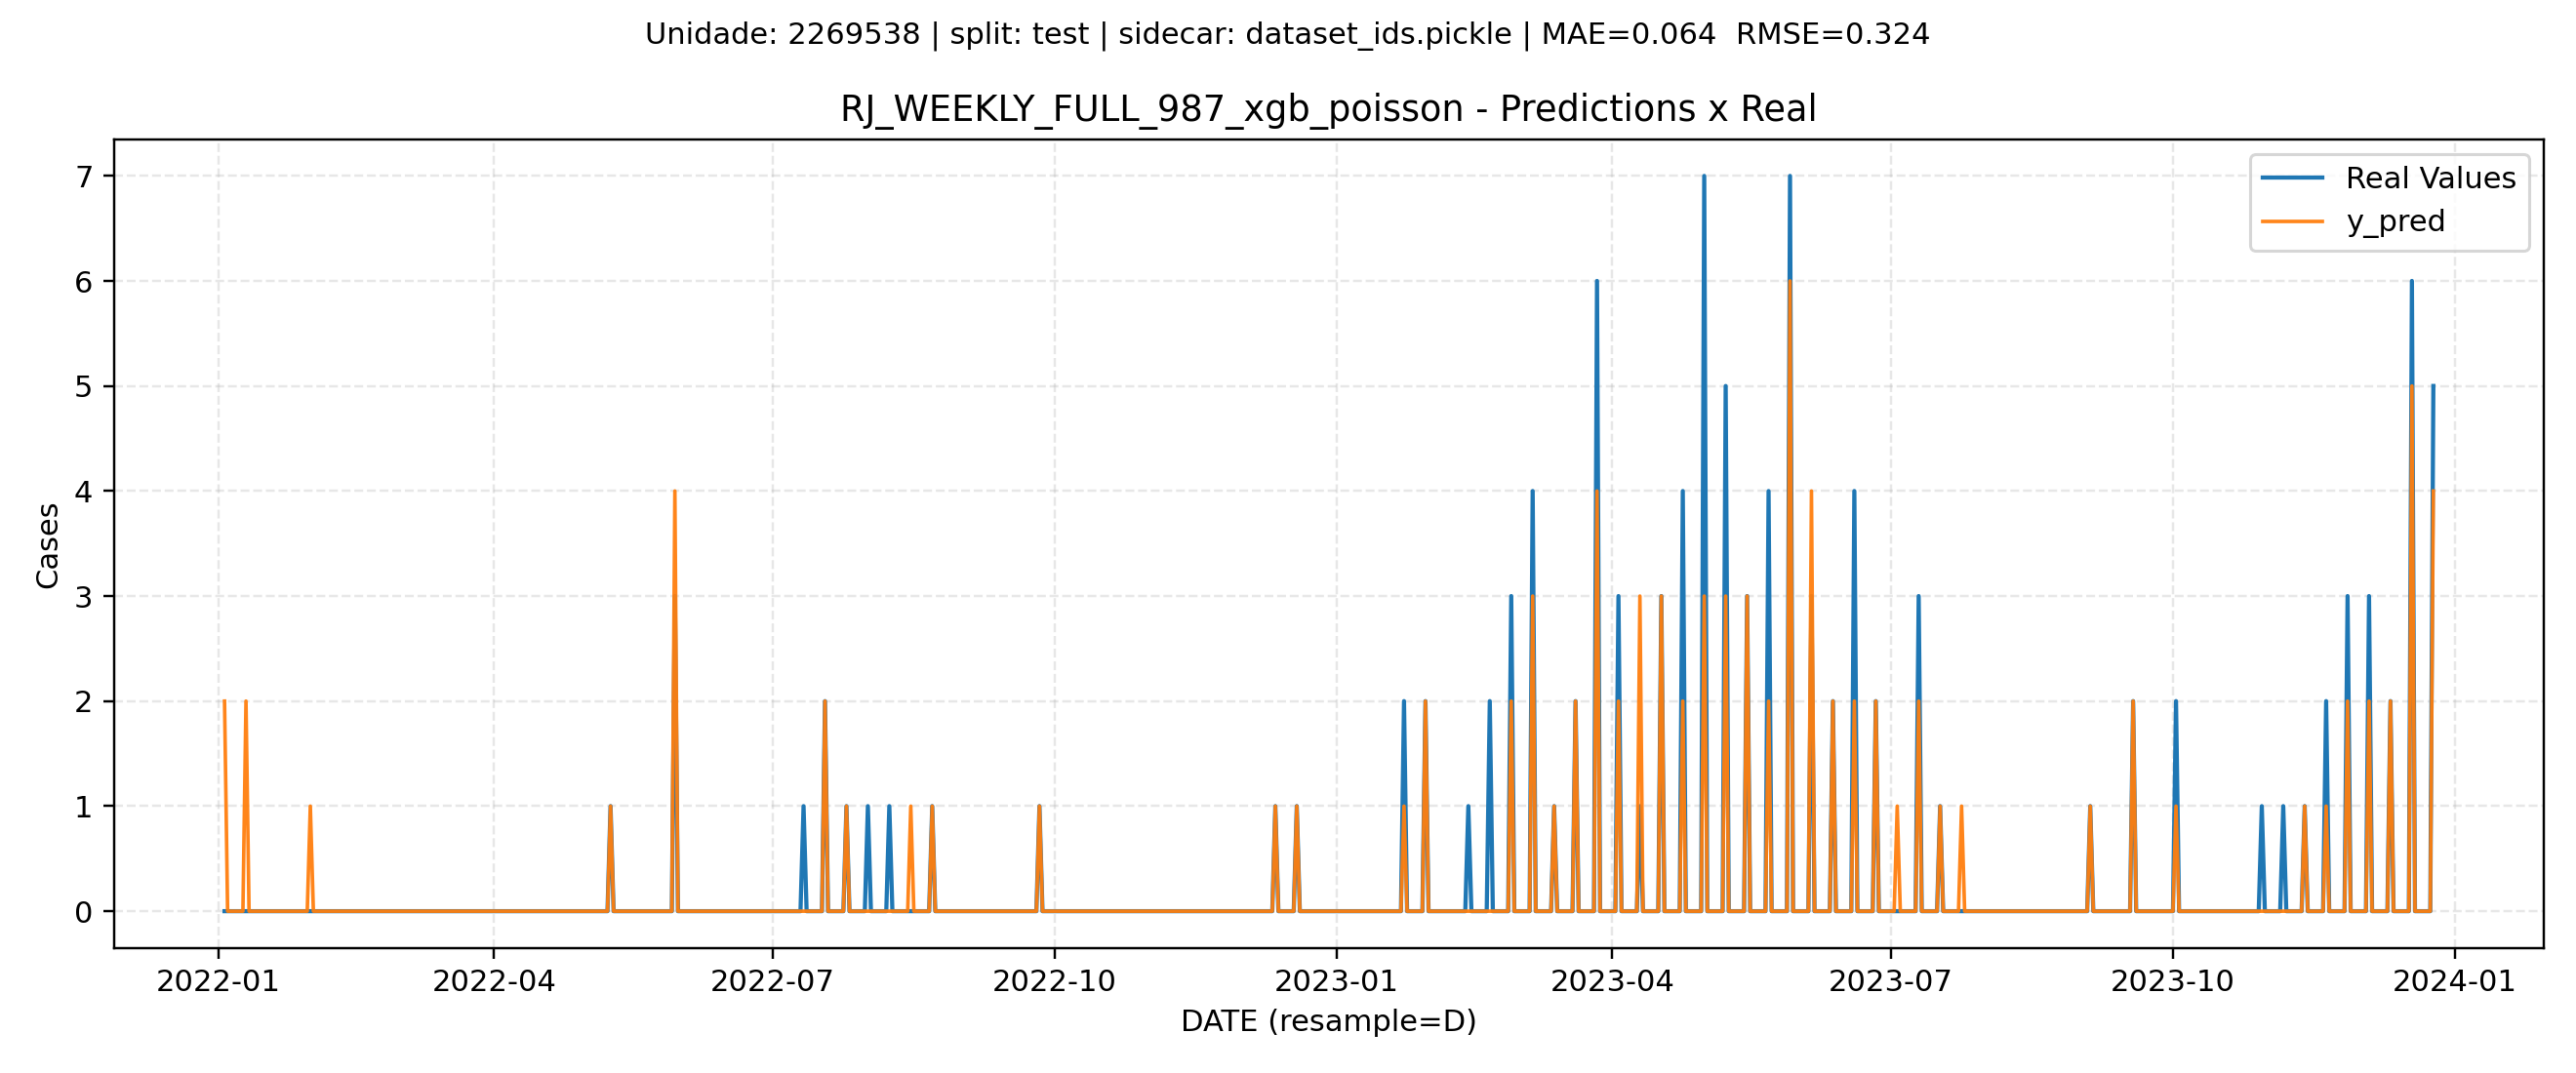 Unidade: 2269538 | split: test | sidecar: dataset_ids.pickle | MAE=0.064  RMSE=0.324
RJ_WEEKLY_FULL_987_xgb_poisson - Predictions x Real
Real Values
y_pred
7
6
5
4
3
2
1
0
Cases
2022-01
2022-04
2022-07
2022-10
2023-01
2023-04
2023-07
2023-10
2024-01
DATE (resample=D)